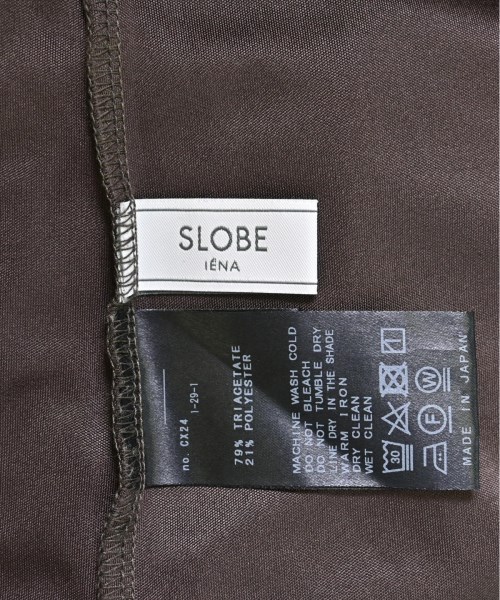 SLOBE
IÉNA
no. CX24 1-29-1
79% TRIACETATE
21% POLYESTER
MACHINE WASH COLD
DO NOT BLEACH
DO NOT TUMBLE DRY
LINE DRY IN THE SHADE
WARM IRON
DRY CLEAN
WET CLEAN
30
F
W
MADE IN JAPAN